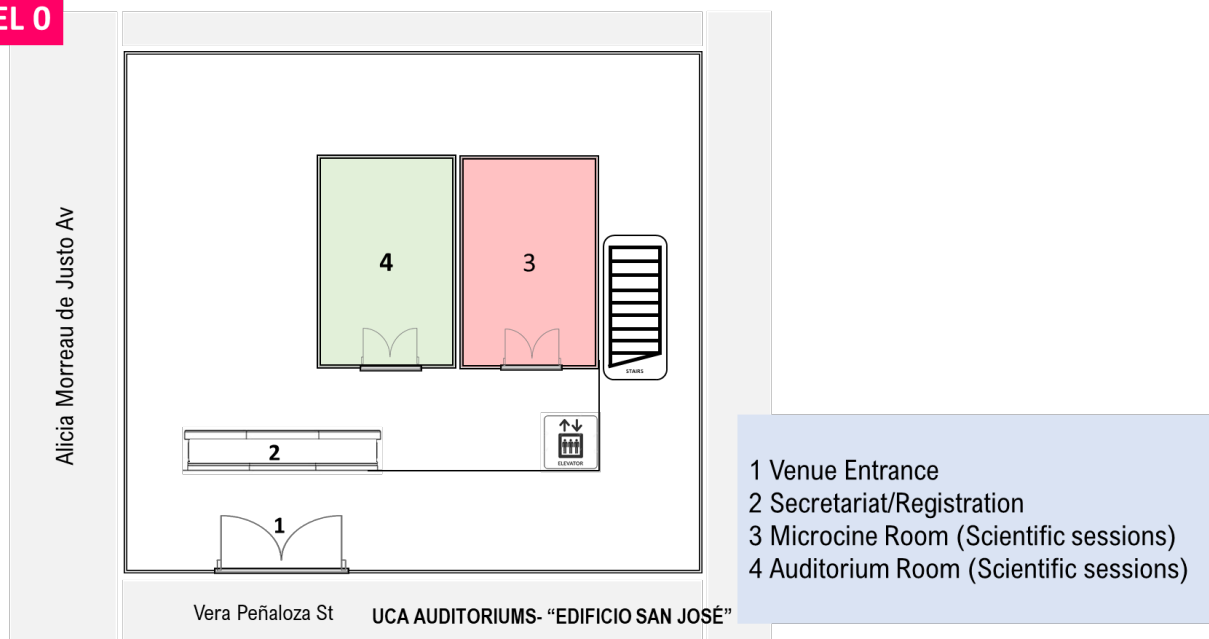 EL 0
Alicia Morreau de Justo Av
4
3
STAIRS
2
ELEVATOR
1
1 Venue Entrance
2 Secretariat/Registration
3 Microcine Room (Scientific sessions)
4 Auditorium Room (Scientific sessions)
Vera Peñaloza St
UCA AUDITORIUMS- “EDIFICIO SAN JOSÉ”